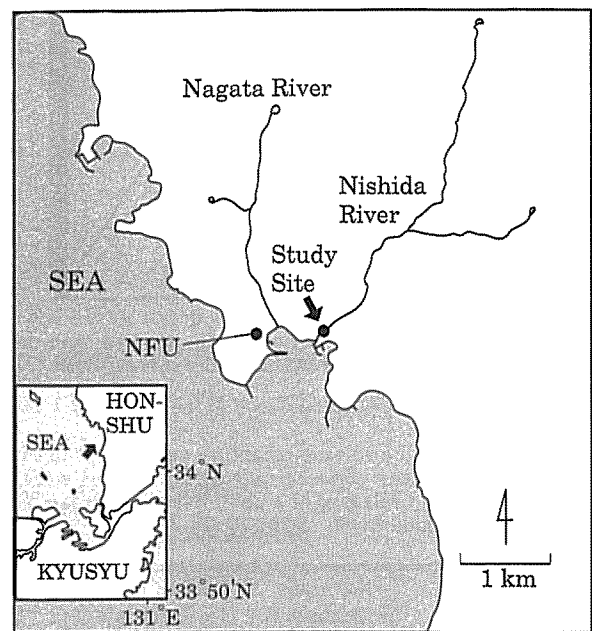 Nagata River
Nishida
River
Study
Site
SEA
NFU
HON-
SHU
SEA
34°N
KYUSYU
33°50'N
131°E
1 km